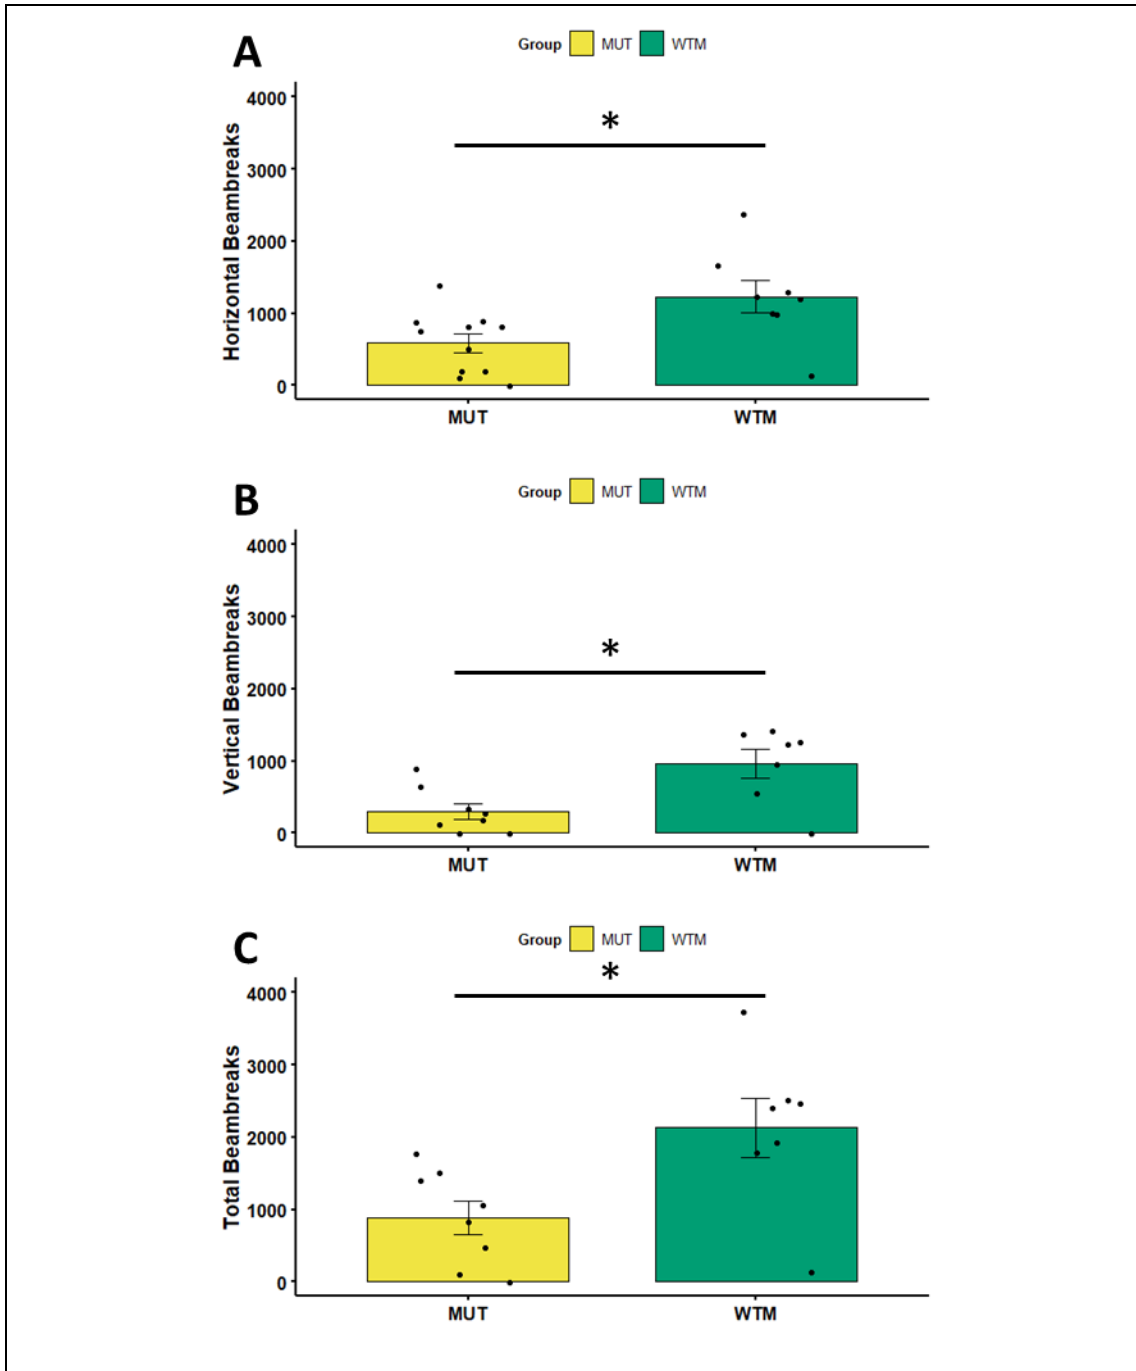 A
Group MUT WTM
4000
3000
2000
1000
0
Horizontal Beambreaks
*
MUT WTM
B
Group MUT WTM
4000
3000
2000
1000
0
Vertical Beambreaks
*
MUT WTM
C
Group MUT WTM
4000
3000
2000
1000
0
Total Beambreaks
*
MUT WTM